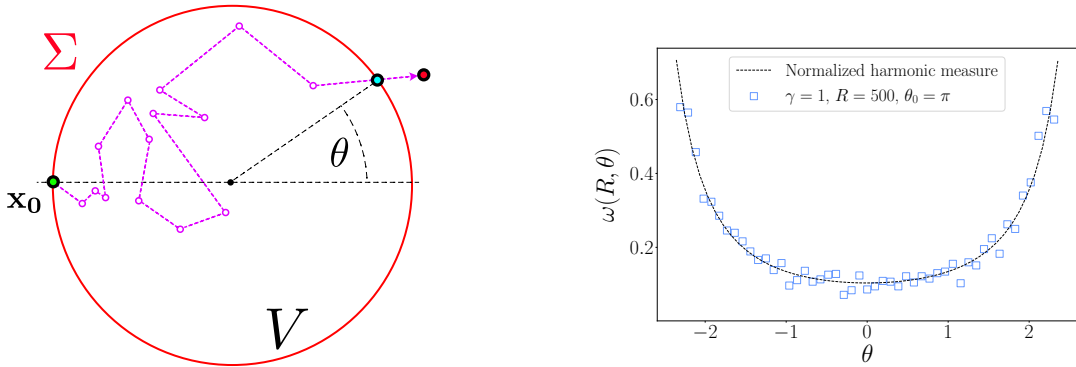 Σ
θ
x₀
V
Normalized harmonic measure
γ = 1, R = 500, θ₀ = π
ω(R, θ)
0.6
0.4
0.2
−2
−1
0
1
2
θ